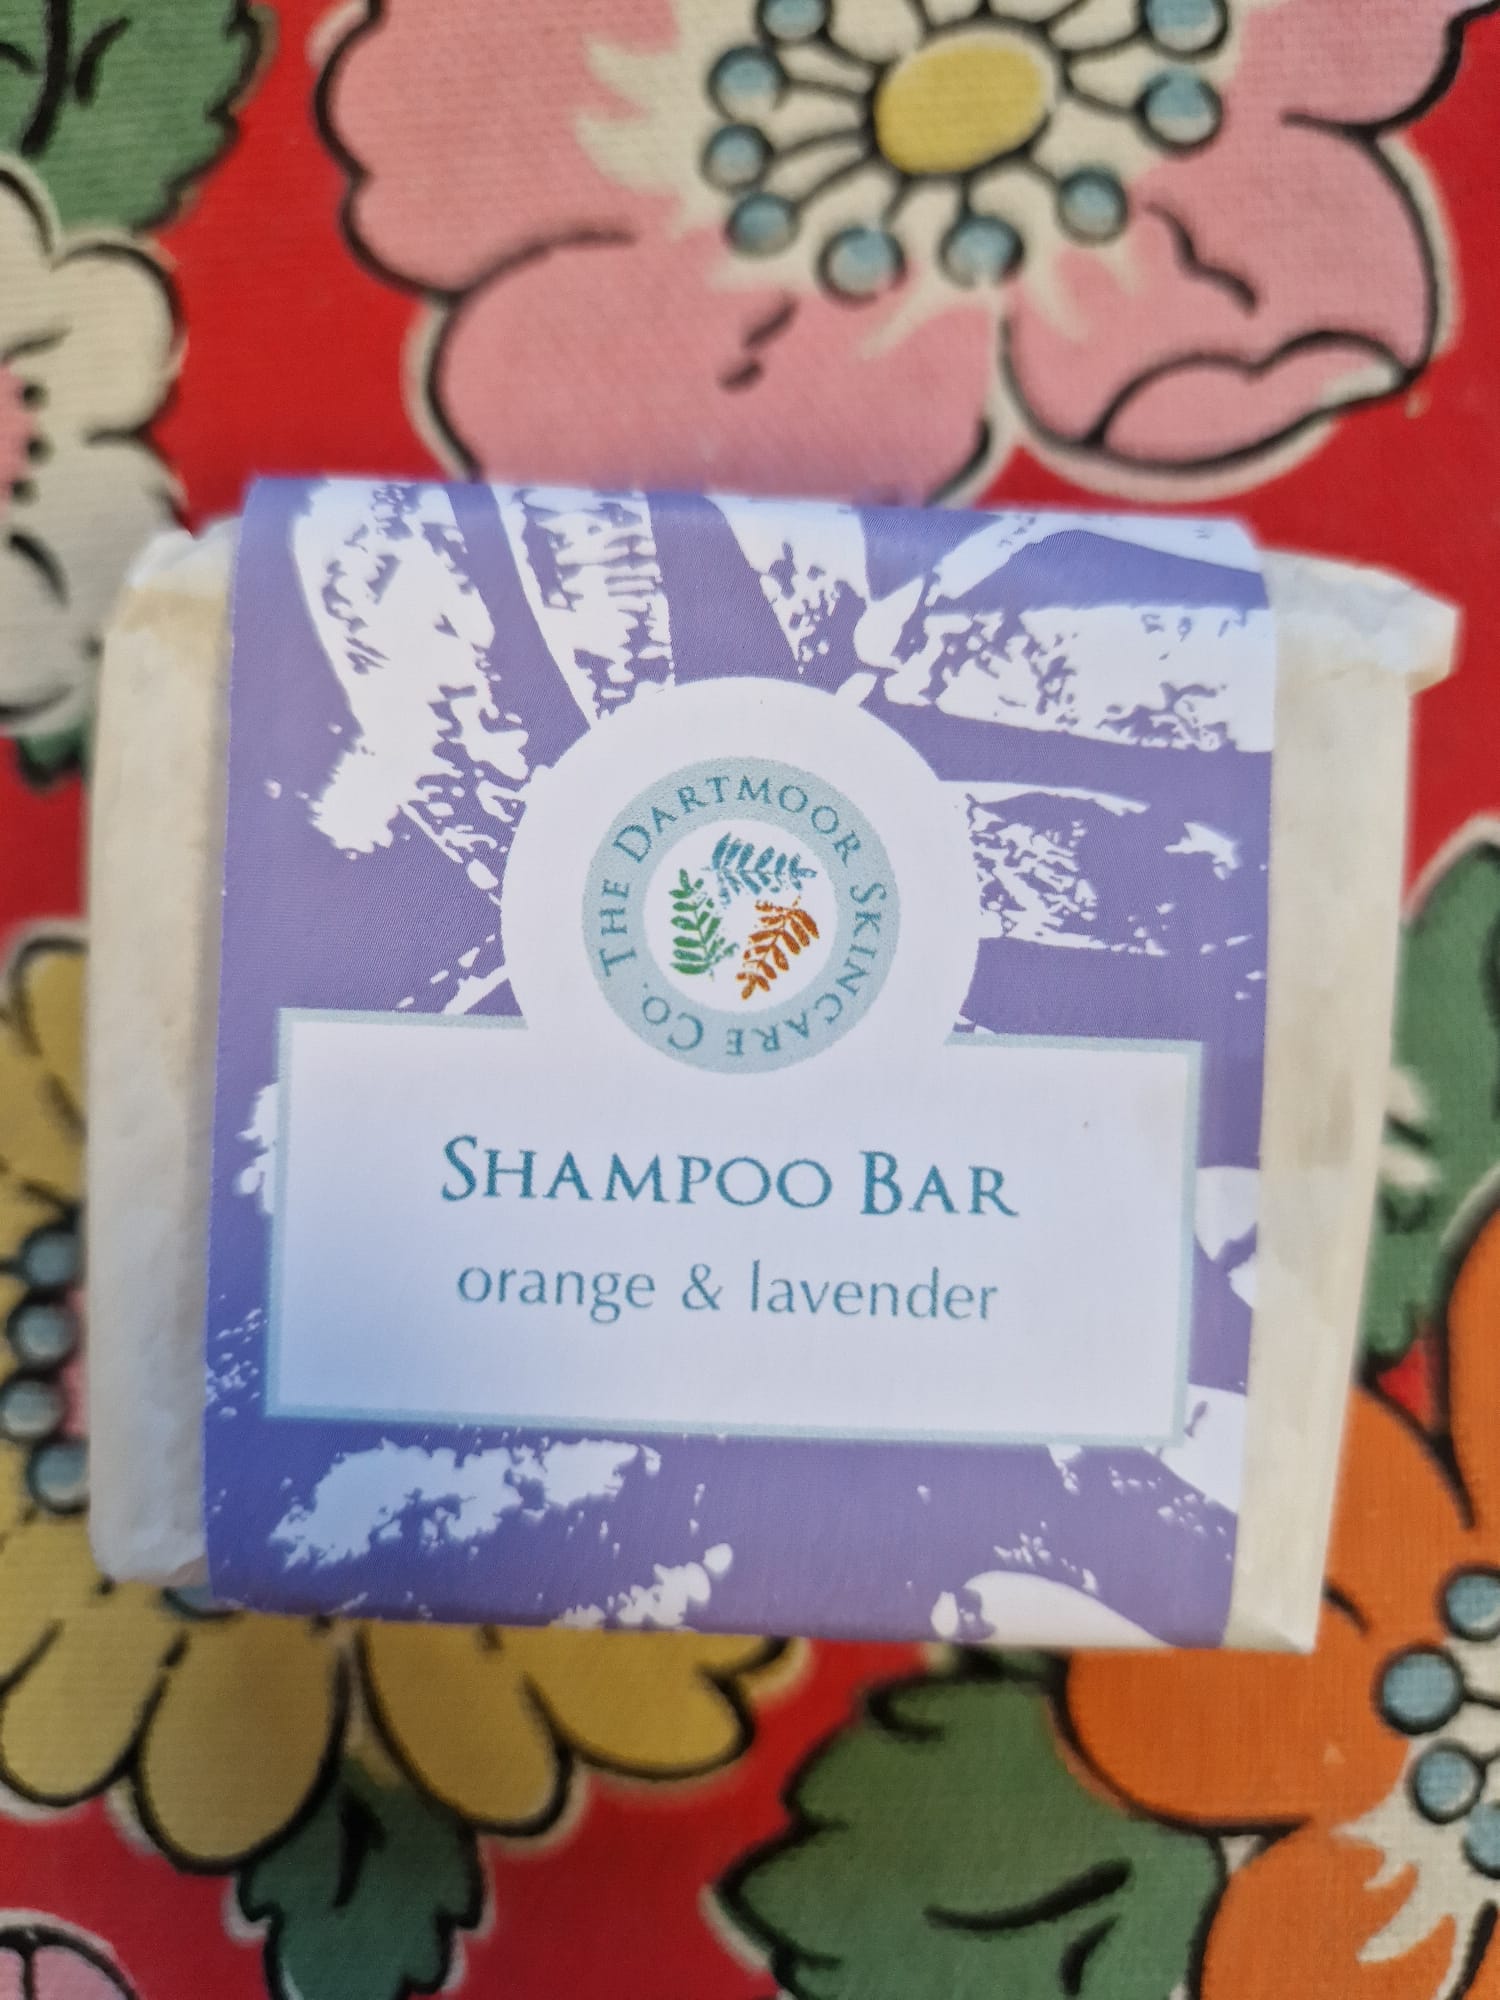 The Dartmoor Skincare Co.
Shampoo Bar
orange & lavender